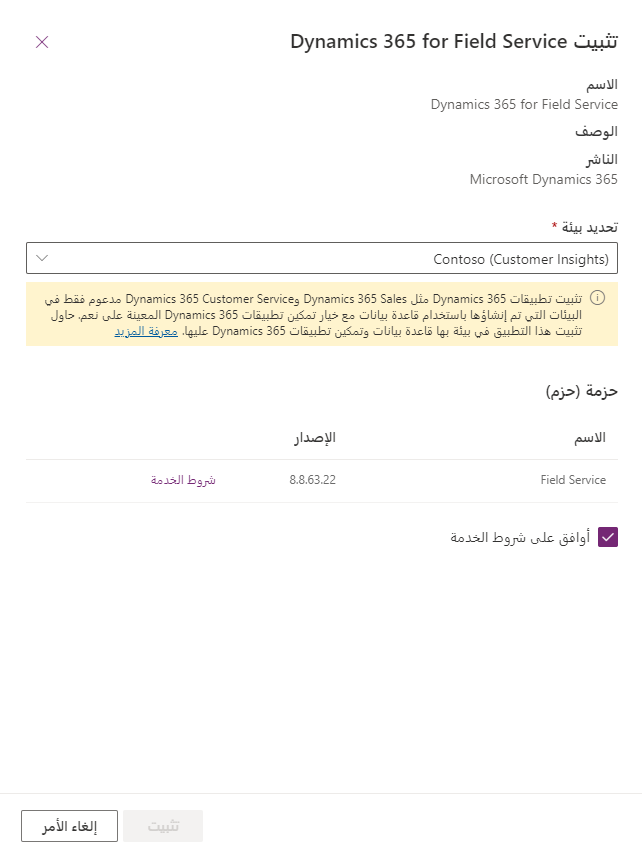 تثبيت Dynamics 365 for Field Service
الاسم
Dynamics 365 for Field Service
الوصف
الناشر
Microsoft Dynamics 365
تحديد بيئة *
Contoso (Customer Insights)
تثبيت تطبيقات Dynamics 365 مثل Dynamics 365 Sales وDynamics 365 Customer Service مدعوم فقط في
البيئات التي تم إنشاؤها باستخدام قاعدة بيانات مع خيار تمكين تطبيقات Dynamics 365 المعينة على نعم. حاول
تثبيت هذا التطبيق في بيئة بها قاعدة بيانات وتمكين تطبيقات Dynamics 365 عليها. معرفة المزيد
حزمة (حزم)
الاسم الإصدار
Field Service 8.8.63.22 شروط الخدمة
أوافق على شروط الخدمة
تثبيت إلغاء الأمر